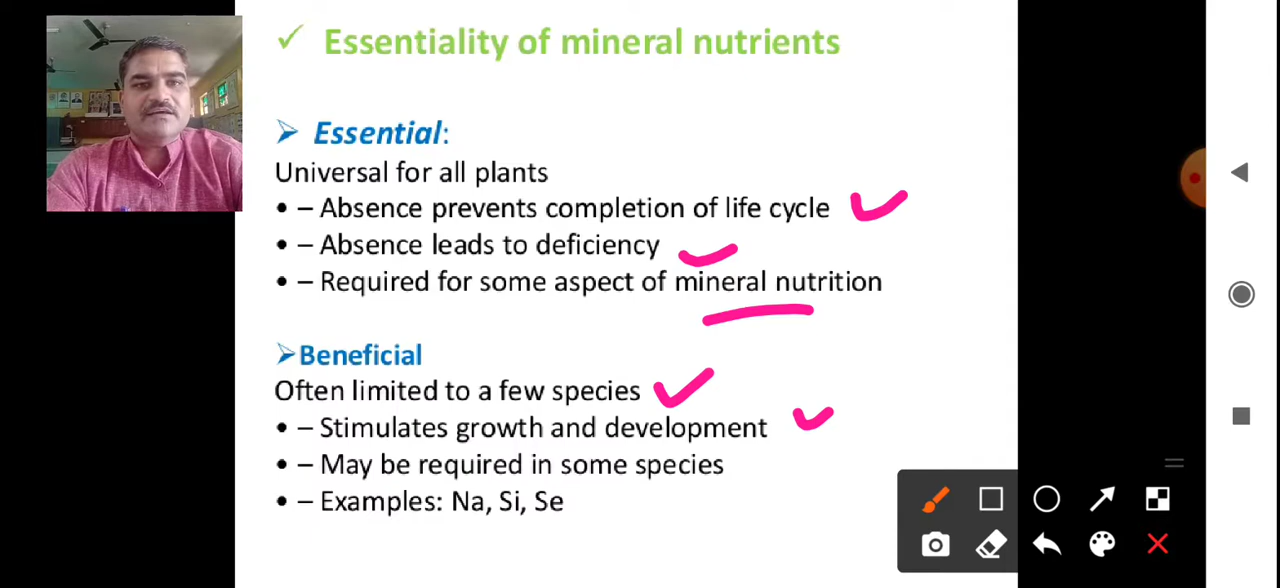 ✓ Essentiality of mineral nutrients
➢ Essential:
Universal for all plants
• – Absence prevents completion of life cycle
• – Absence leads to deficiency
• – Required for some aspect of mineral nutrition
➢Beneficial
Often limited to a few species
• – Stimulates growth and development
• – May be required in some species
• – Examples: Na, Si, Se